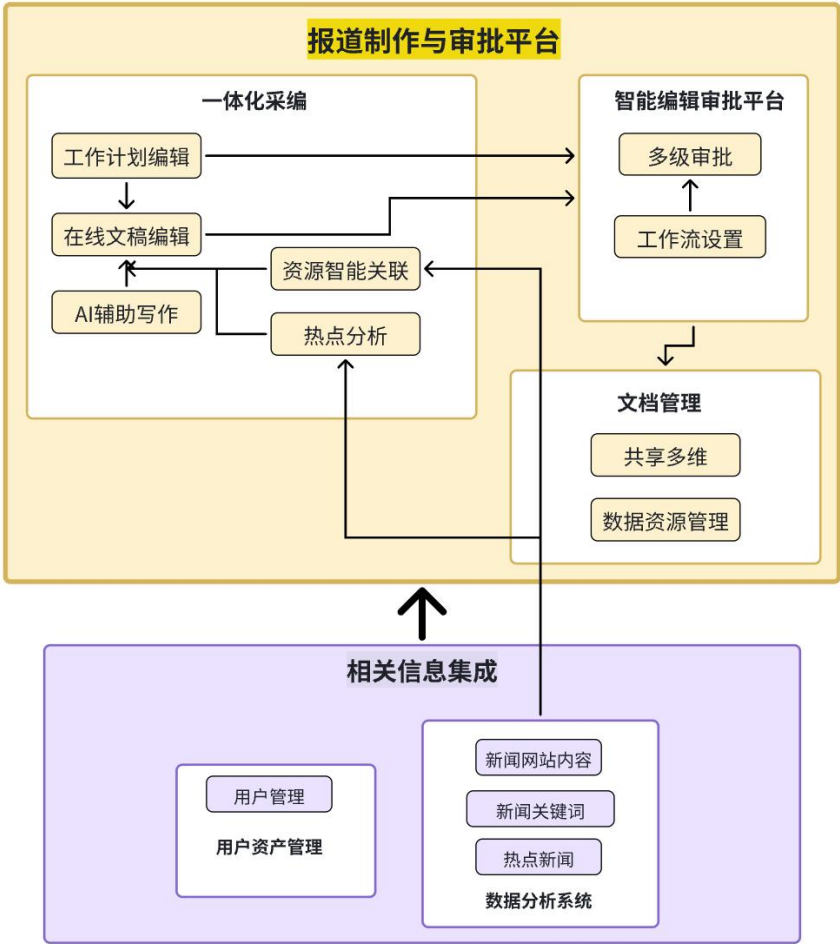 报道制作与审批平台
一体化采编
工作计划编辑
在线文稿编辑
AI辅助写作
资源智能关联
热点分析
智能编辑审批平台
多级审批
工作流设置
文档管理
共享多维
数据资源管理
相关信息集成
用户管理
用户资产管理
新闻网站内容
新闻关键词
热点新闻
数据分析系统